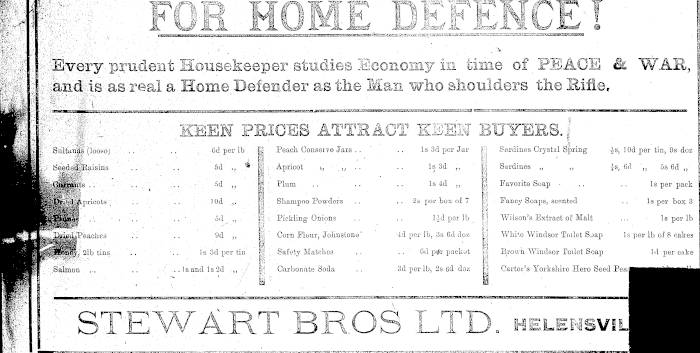 FOR HOME DEFENCE!
Every prudent Housekeeper studies Economy in time of PEACE & WAR,
and is as real a Home Defender as the Man who shoulders the Rifle.
KEEN PRICES ATTRACT KEEN BUYERS.
Sultanas (loose) .. .. 6d per lb
Seeded Raisins .. .. 5d „
Currants .. .. 5d „
Dried Apricots .. .. 10d „
Prunes .. .. 5d „
Dried Peaches .. .. 9d „
Honey, 2lb tins .. 1s 3d per tin
Salmon .. .. 1s and 1s 2d „
Peach Conserve Jars .. .. 1s 3d per Jar
Apricot „ „ .. .. 1s 3d „
Plum „ „ .. .. 1s 4d „
Shampoo Powders .. .. 2s per box of 7
Pickling Onions .. .. per lb
Corn Flour, Johnstone' 4d per lb, 3s 6d doz
Safety Matches .. .. 6d per packet
Carbonate Soda .. 3d per lb, 2s 6d doz
Sardines Crystal Spring 10d per tin, 9s doz
Sardines „ „ 6d „ 5s 6d „
Favorite Soap .. .. 1s per pack
Fancy Soaps, scented .. 1s per box 3
Wilson's Extract of Malt .. 1s per lb
White Windsor Toilet Soap 1s per lb of 8 cakes
Brown Windsor Toilet Soap 1d per cake
Carter's Yorkshire Hero Seed Peas
STEWART BROS LTD. HELENSVIL